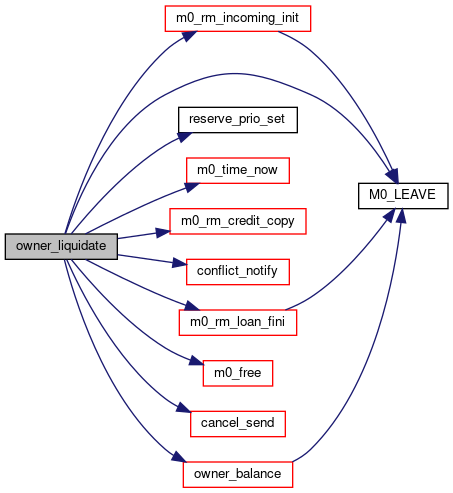 m0_rm_incoming_init
reserve_prio_set
m0_time_now
M0_LEAVE
m0_rm_credit_copy
owner_liquidate
conflict_notify
m0_rm_loan_fini
m0_free
cancel_send
owner_balance